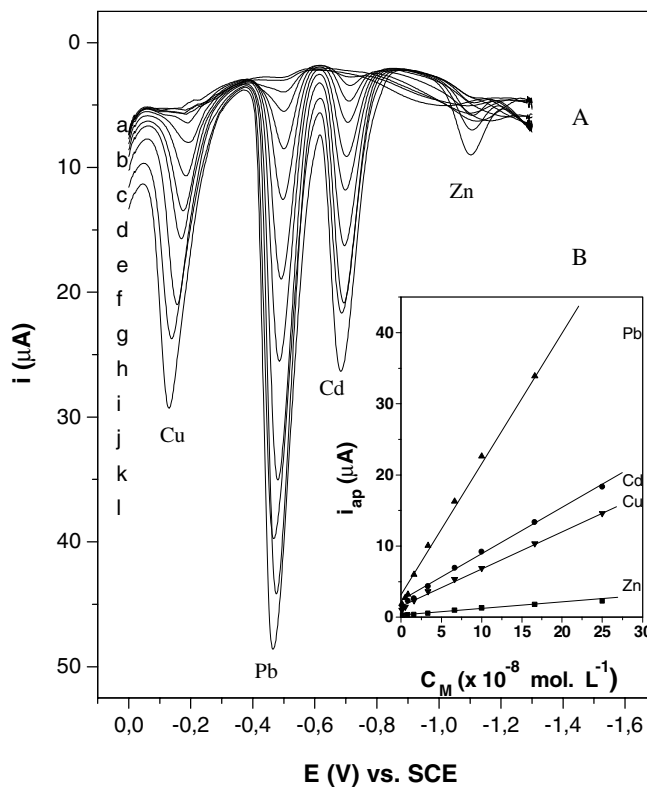 0
10
20
30
40
50
i (μA)
a
b
c
d
e
f
g
h
i
j
k
l
Cu
Pb
Cd
Zn
A
B
0,0 -0,2 -0,4 -0,6 -0,8 -1,0 -1,2 -1,4 -1,6
E (V) vs. SCE
40
30
20
10
0
i ap (μA)
Pb
Cd
Cu
Zn
0 5 10 15 20 25 30
C M (x 10 -8 mol. L -1)